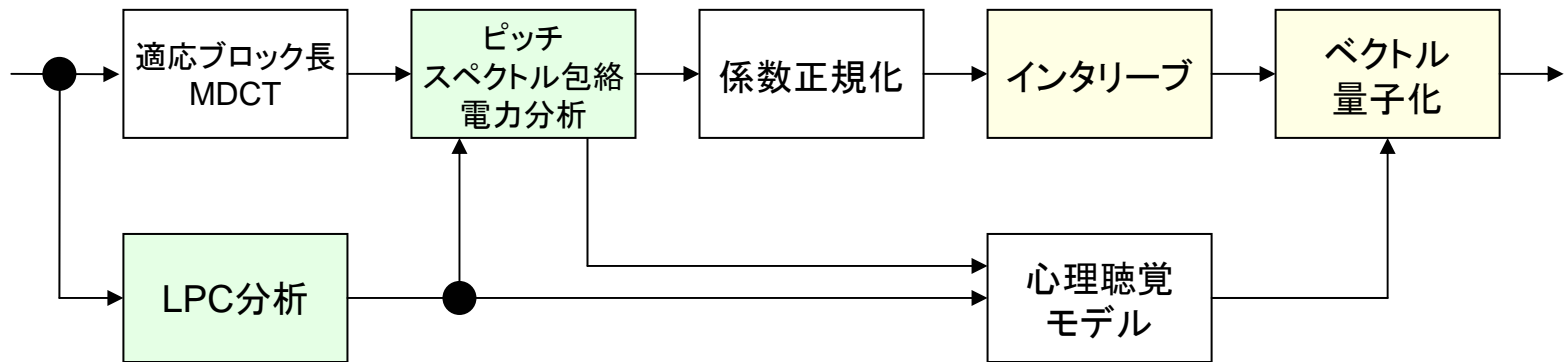 適応ブロック長
MDCT
ピッチ
スペクトル包絡
電力分析
係数正規化
インタリーブ
ベクトル
量子化
LPC分析
心理聴覚
モデル